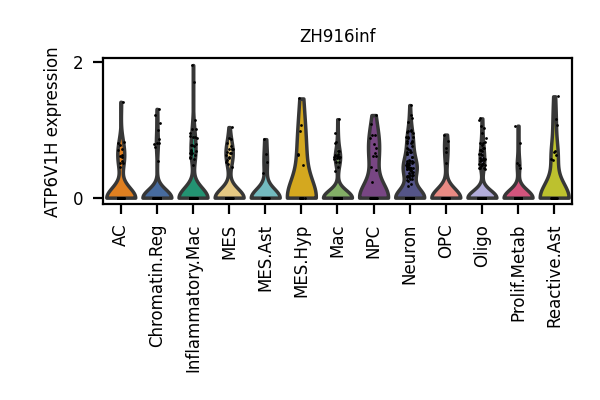 ZH916inf
ATP6V1H expression
2
0
AC
Chromatin.Reg
Inflammatory.Mac
MES
MES.Ast
MES.Hyp
Mac
NPC
Neuron
OPC
Oligo
Prolif.Metab
Reactive.Ast